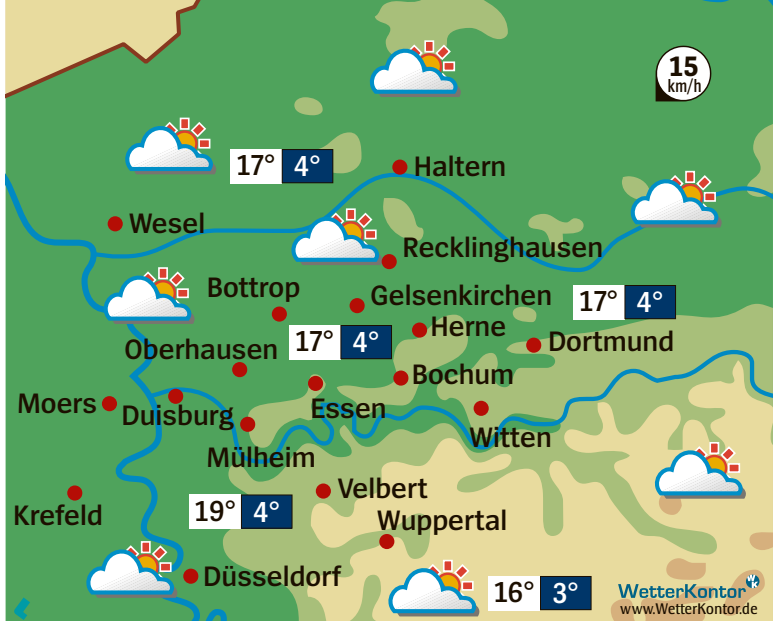 15
km/h
17° 4°
Haltern
Wesel
Recklinghausen
Bottrop
Gelsenkirchen
17° 4°
Herne
17° 4°
Dortmund
Oberhausen
Bochum
Moers
Duisburg
Essen
Witten
Mülheim
Velbert
Krefeld
19° 4°
Wuppertal
Düsseldorf
16° 3°
WetterKontor
WK
www.WetterKontor.de